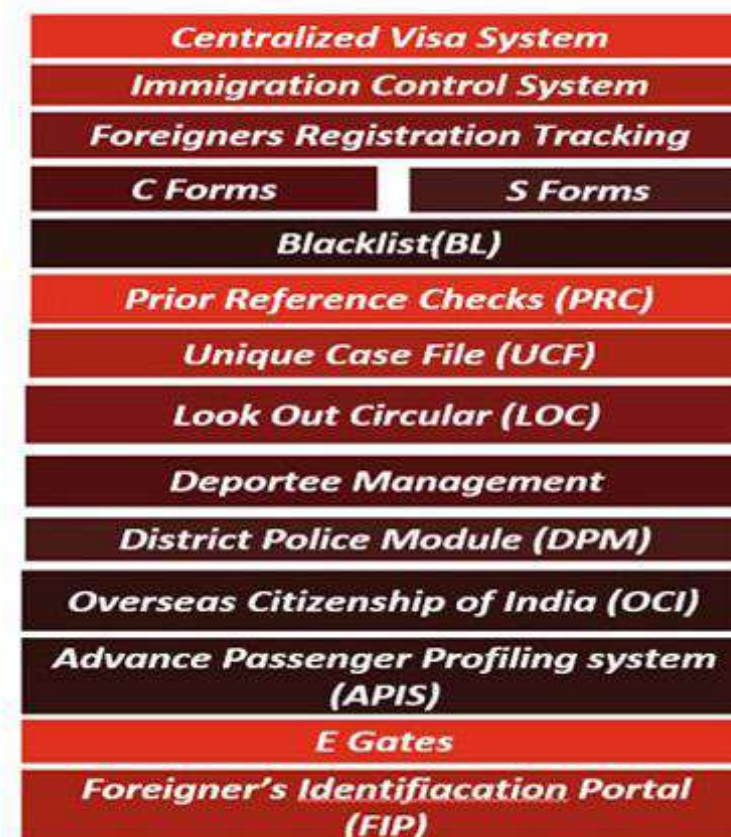 Centralized Visa System
Immigration Control System
Foreigners Registration Tracking
C Forms
S Forms
Blacklist(BL)
Prior Reference Checks (PRC)
Unique Case File (UCF)
Look Out Circular (LOC)
Deportee Management
District Police Module (DPM)
Overseas Citizenship of India (OCI)
Advance Passenger Profiling system
(APIS)
E Gates
Foreigner’s Identifiacation Portal
(FIP)